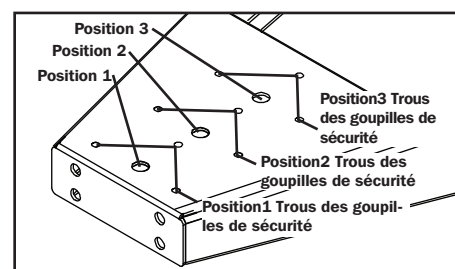 Position 3
Position 2
Position 1
Position3 Trous
des goupilles de
sécurité
Position2 Trous des
goupilles de sécurité
Position1 Trous des goupil-
les de sécurité